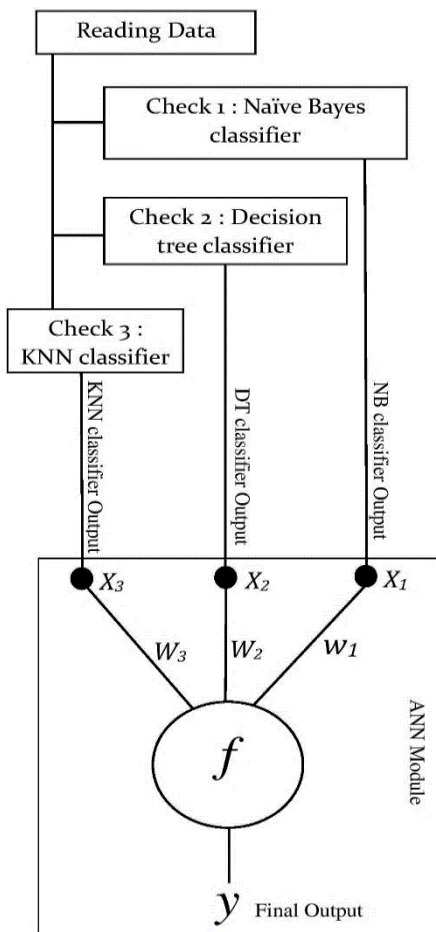 Reading Data
Check 1 : Naïve Bayes
classifier
Check 2 : Decision
tree classifier
Check 3 :
KNN classifier
KNN classifier Output
DT classifier Output
NB classifier Output
X3
X2
X1
W3
W2
w1
ANN Module
f
y Final Output